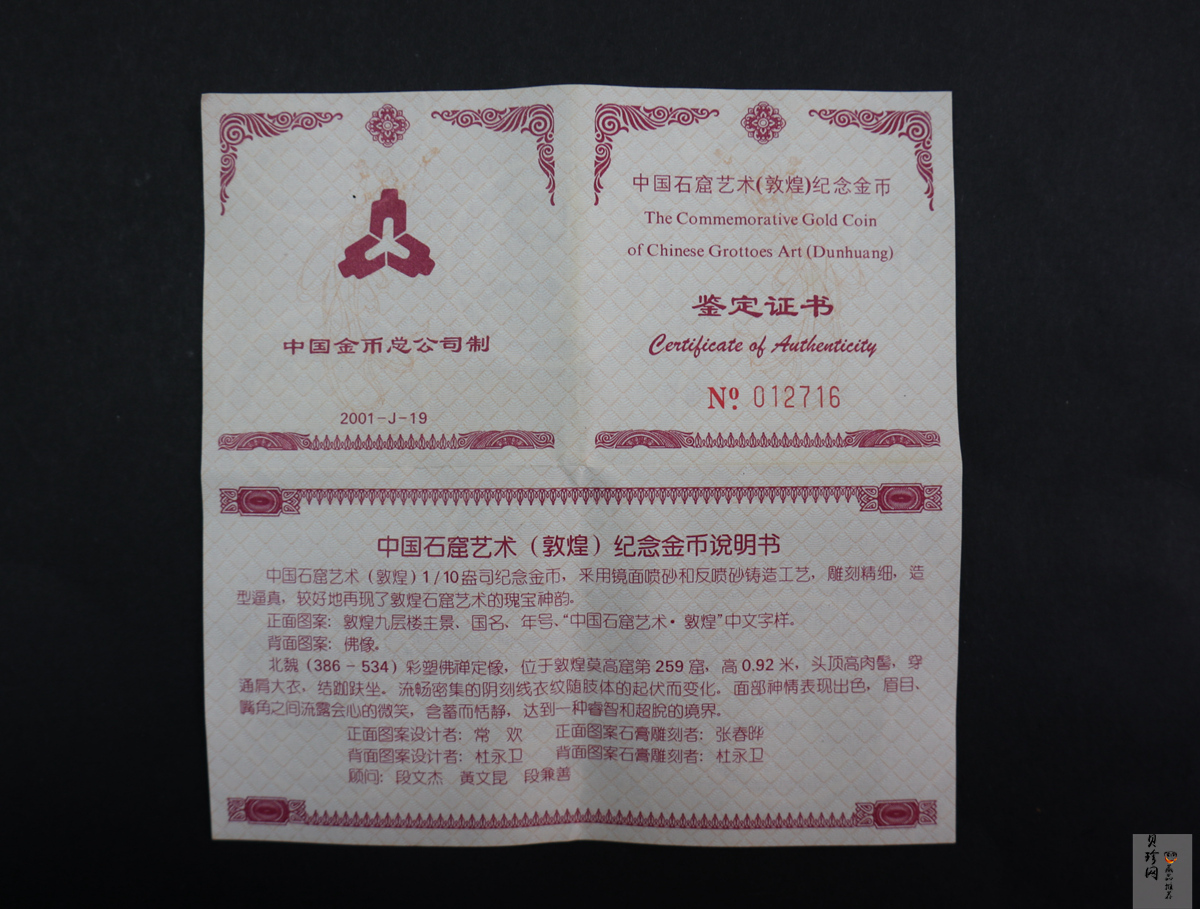 中国金币总公司制
2001-J-19
中国石窟艺术(敦煌)纪念金币
The Commemorative Gold Coin
of Chinese Grottoes Art (Dunhuang)
鉴定证书
Certificate of Authenticity
Nº. 012716
中国石窟艺术（敦煌）纪念金币说明书
中国石窟艺术（敦煌）1/10盎司纪念金币，采用镜面喷砂和反喷砂铸造工艺，雕刻精细，造
型逼真，较好地再现了敦煌石窟艺术的瑰宝神韵。
正面图案：敦煌九层楼主景、国名、年号、“中国石窟艺术·敦煌”中文字样。
背面图案：佛像。
北魏（386－534）彩塑佛禅定像，位于敦煌莫高窟第259窟，高0.92米，头顶高肉髻，穿
通肩大衣，结跏趺坐。流畅密集的阴刻线衣纹随肢体的起伏而变化。面部神情表现出色，眉目、
嘴角之间流露会心的微笑，含蓄而恬静，达到一种睿智和超脱的境界。
正面图案设计者：常 欢 正面图案石膏雕刻者：张春晔
背面图案设计者：杜永卫 背面图案石膏雕刻者：杜永卫
顾问：段文杰 黄文昆 段兼善
贝珍网
藏品推荐